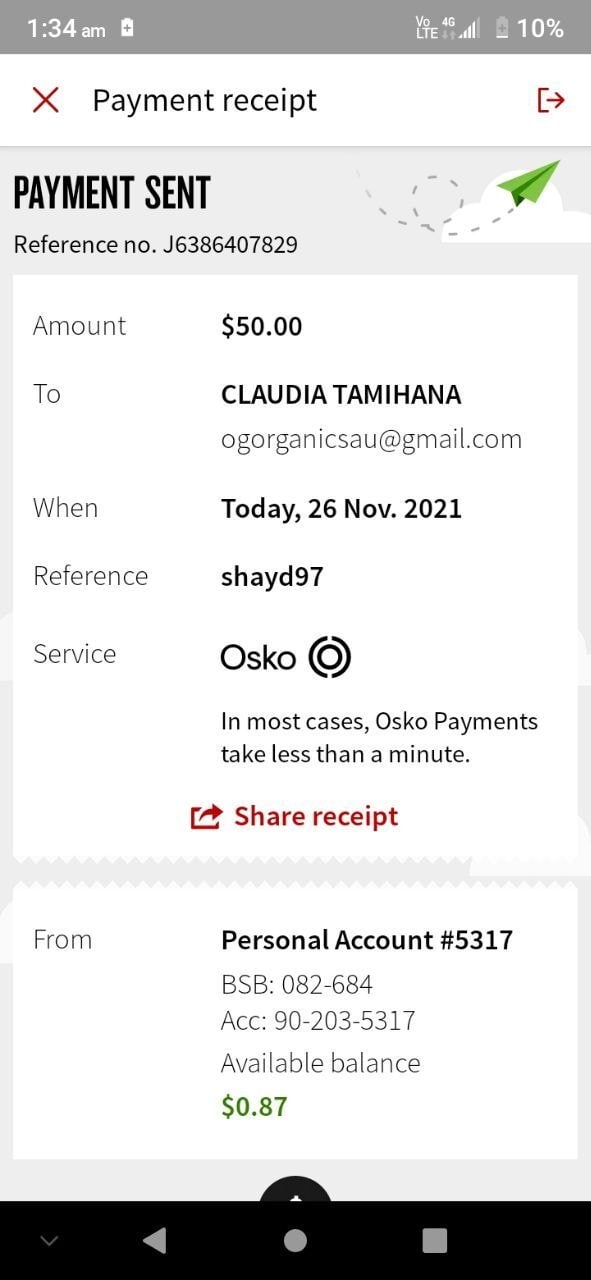 1:34 am
Vo LTE 4G 10%
Payment receipt
PAYMENT SENT
Reference no. J6386407829
Amount $50.00
To CLAUDIA TAMIHANA
ogorganicsau@gmail.com
When Today, 26 Nov. 2021
Reference shayd97
Service Osko
In most cases, Osko Payments
take less than a minute.
Share receipt
From Personal Account #5317
BSB: 082-684
Acc: 90-203-5317
Available balance
$0.87